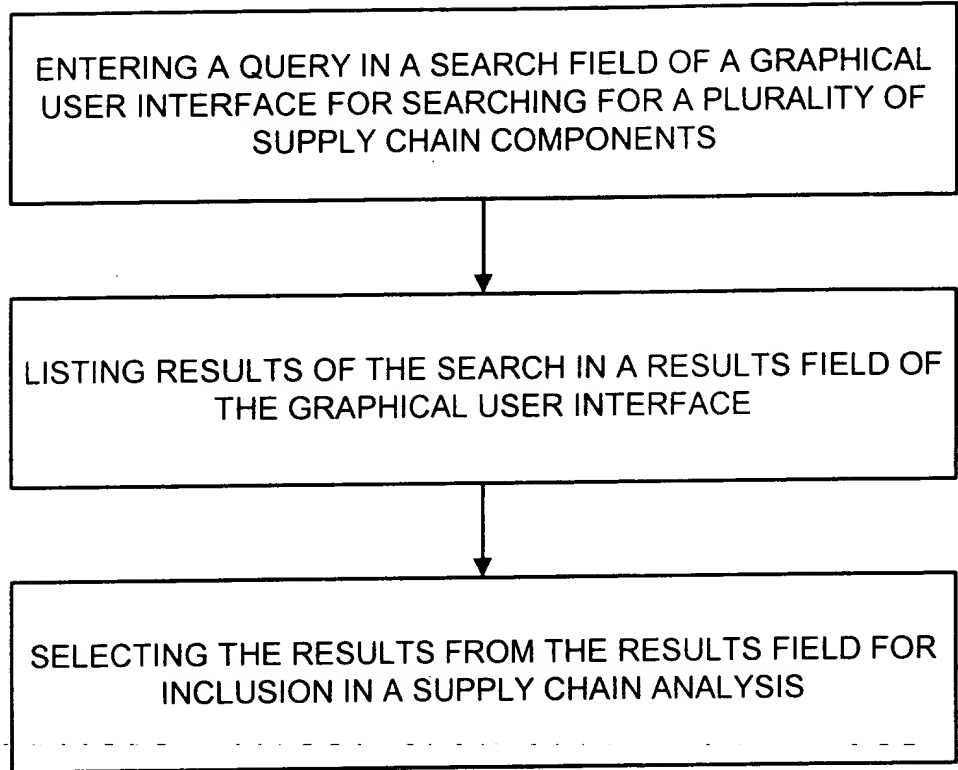 ENTERING A QUERY IN A SEARCH FIELD OF A GRAPHICAL
USER INTERFACE FOR SEARCHING FOR A PLURALITY OF
SUPPLY CHAIN COMPONENTS
LISTING RESULTS OF THE SEARCH IN A RESULTS FIELD OF
THE GRAPHICAL USER INTERFACE
SELECTING THE RESULTS FROM THE RESULTS FIELD FOR
INCLUSION IN A SUPPLY CHAIN ANALYSIS